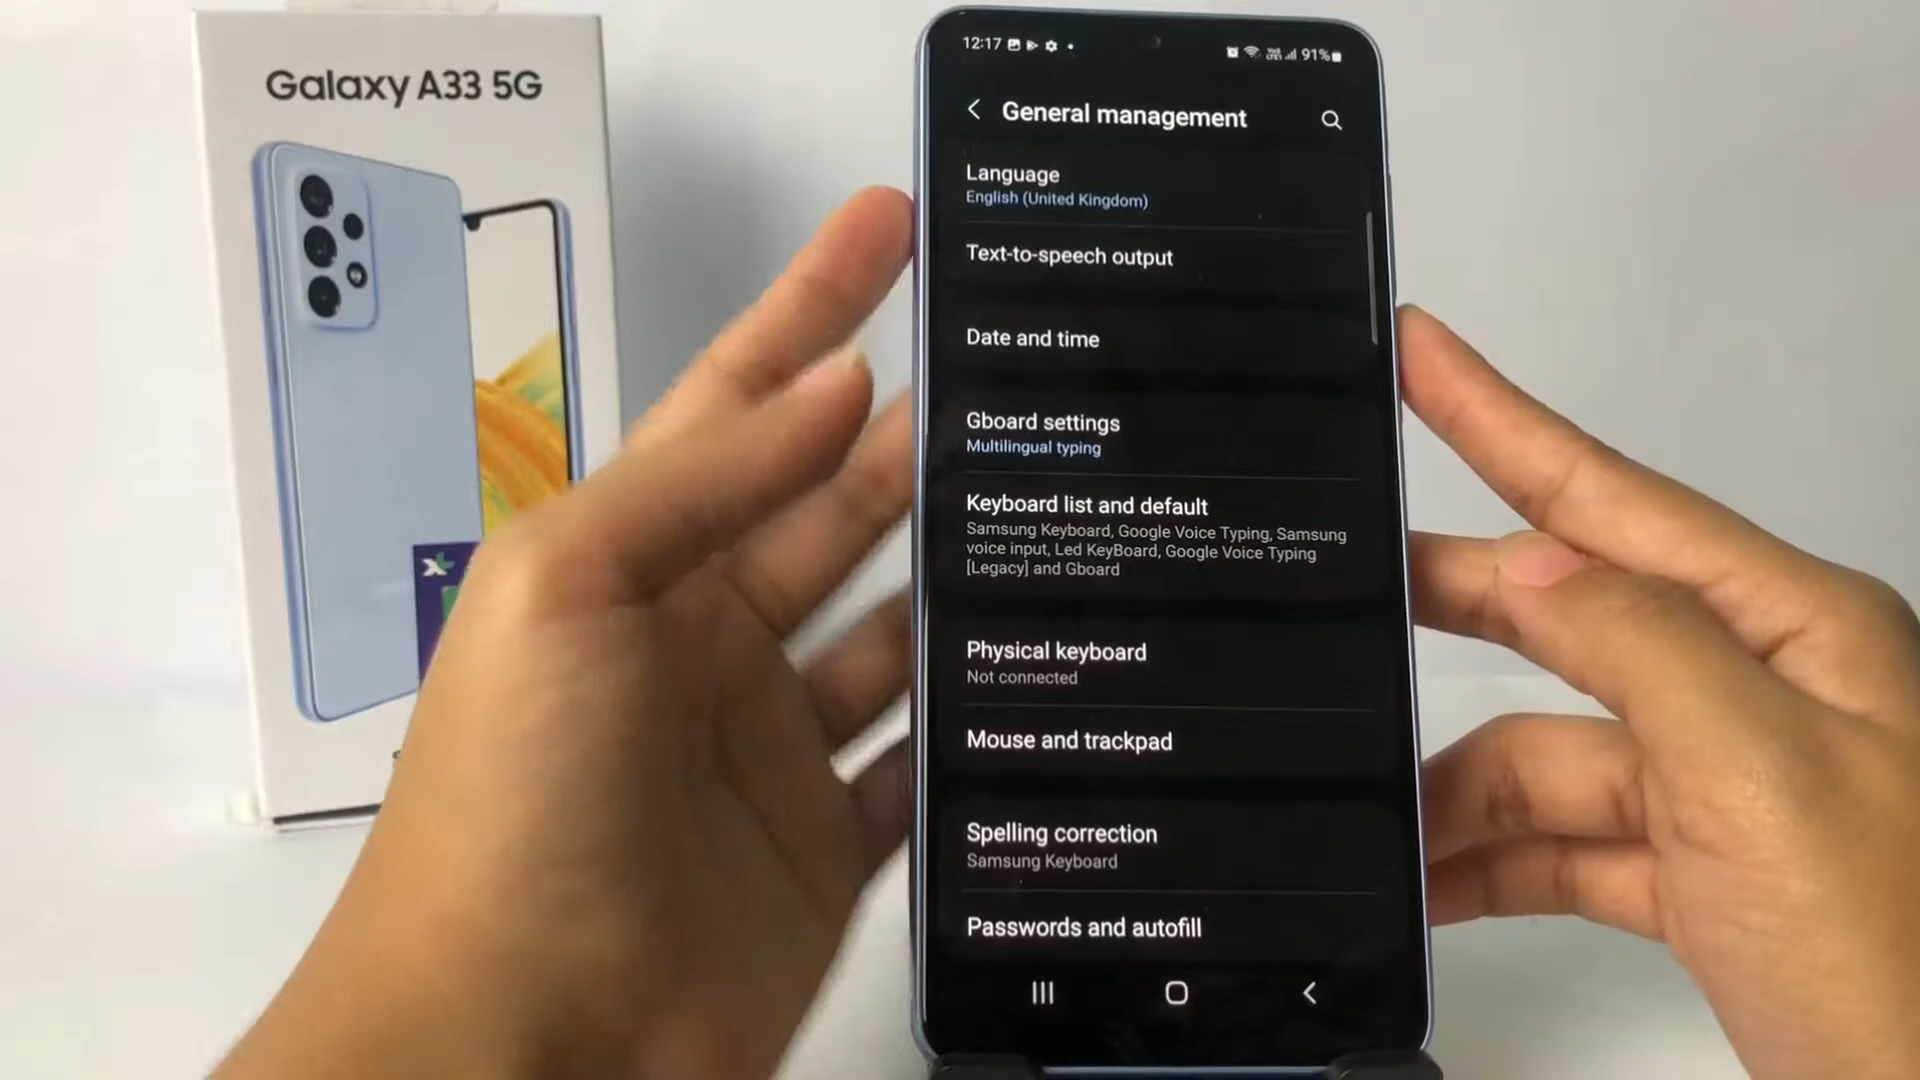 Galaxy A33 5G
12:17
91%
General management
Language
English (United Kingdom)
Text-to-speech output
Date and time
Gboard settings
Multilingual typing
Keyboard list and default
Samsung Keyboard, Google Voice Typing, Samsung
voice input, Led KeyBoard, Google Voice Typing
[Legacy] and Gboard
Physical keyboard
Not connected
Mouse and trackpad
Spelling correction
Samsung Keyboard
Passwords and autofill